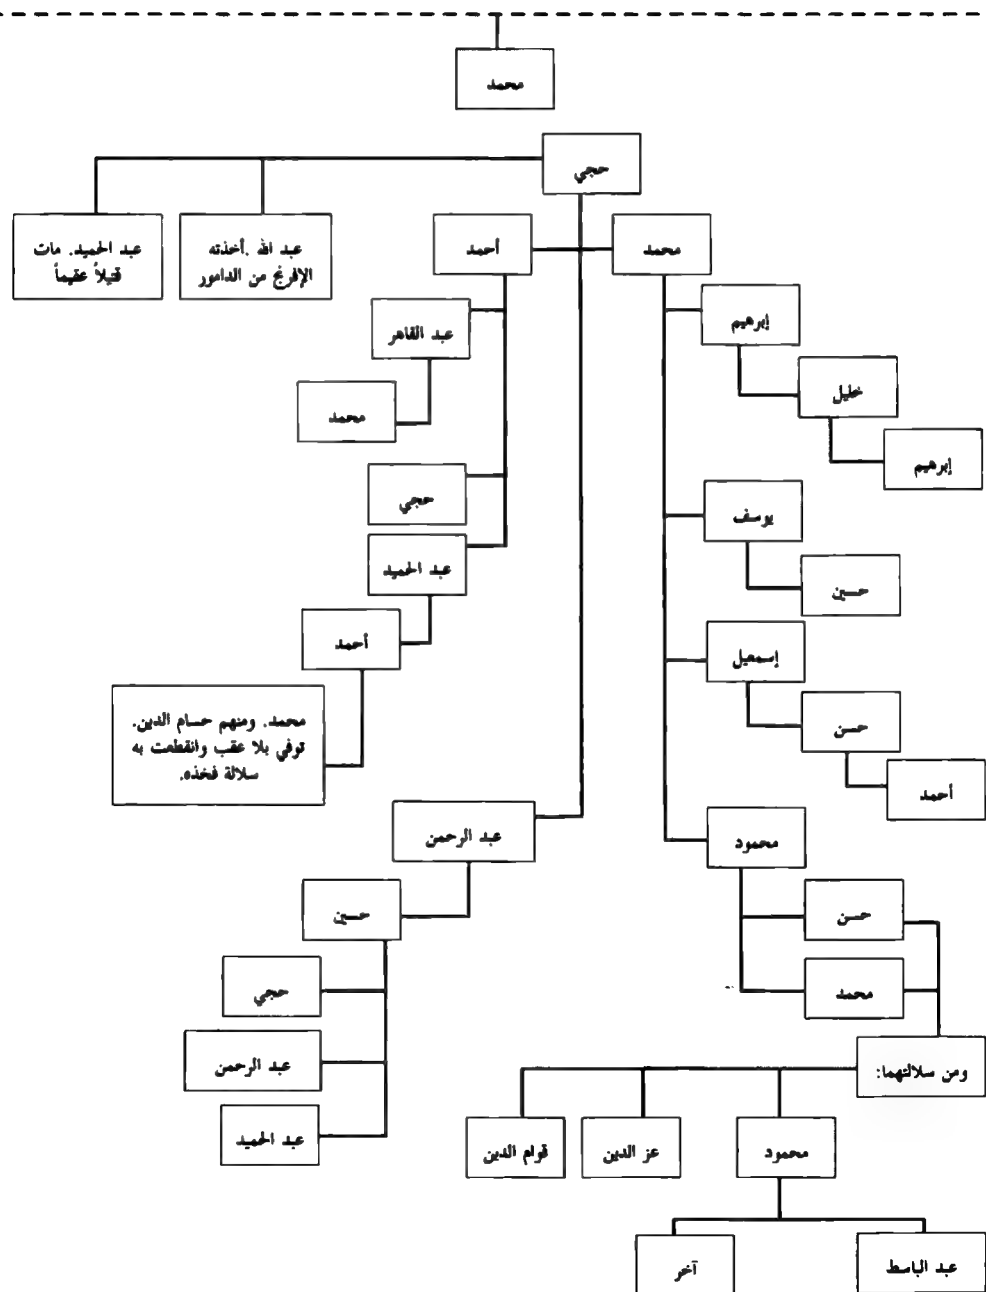 محمد
حجي
عبد الحميد. مات
قتيلاً عقيماً
عبد الله .أخذته
الإفرنج من الدامور
أحمد
محمد
إبرهيم
عبد القاهر
خليل
محمد
إبرهيم
حجي
يوسف
عبد الحميد
حسين
أحمد
إسمعيل
محمد. ومنهم حسام الدين.
توفي بلا عقب وانقطعت به
سلالة فخذه.
حسن
أحمد
عبد الرحمن
محمود
حسين
حسن
حجي
محمد
عبد الرحمن
ومن سلالتهما:
عبد الحميد
قوام الدين
عز الدين
محمود
آخر
عبد الباسط